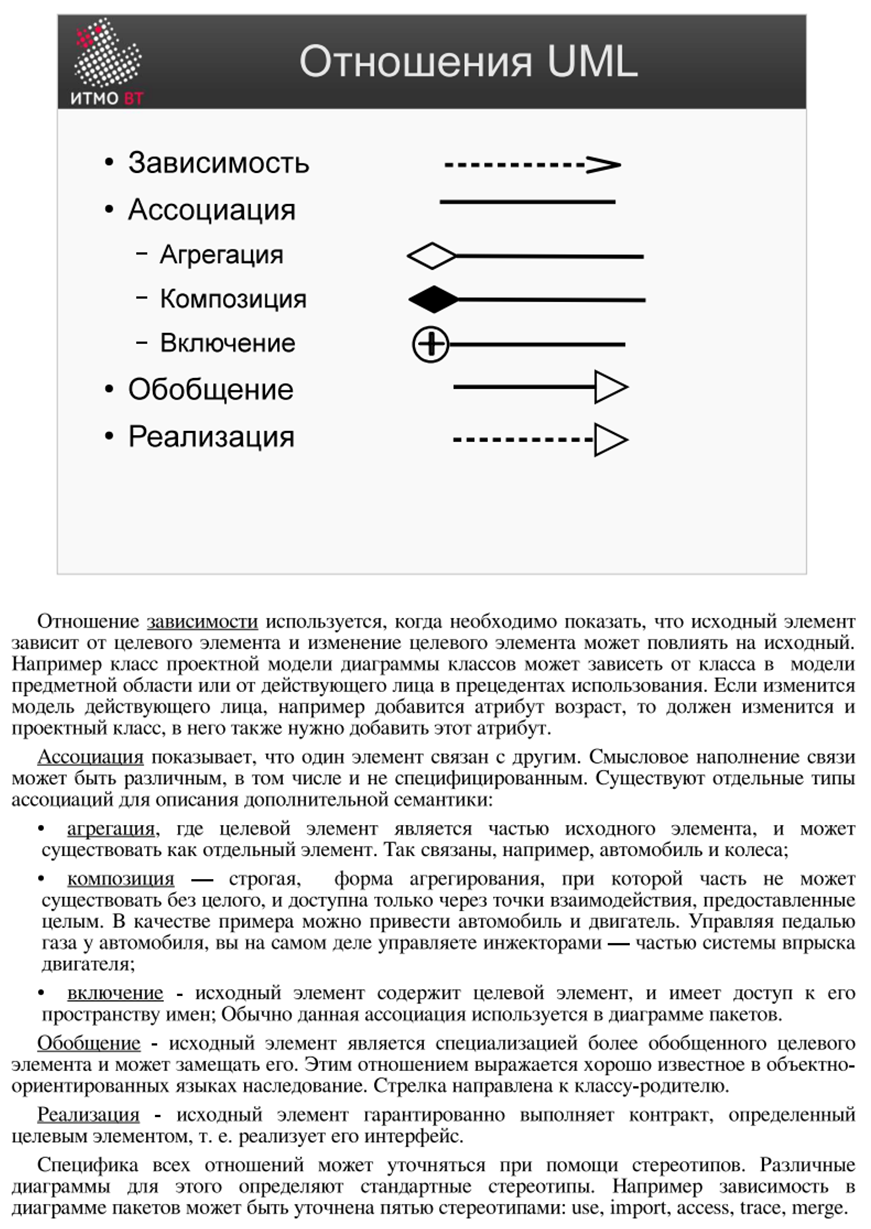 Отношения UML
ИТМО ВТ
• Зависимость
• Ассоциация
– Агрегация
– Композиция
– Включение
• Обобщение
• Реализация
Отношение зависимости используется, когда необходимо показать, что исходный элемент
зависит от целевого элемента и изменение целевого элемента может повлиять на исходный.
Например класс проектной модели диаграммы классов может зависеть от класса в модели
предметной области или от действующего лица в прецедентах использования. Если изменится
модель действующего лица, например добавится атрибут возраст, то должен изменится и
проектный класс, в него также нужно добавить этот атрибут.
Ассоциация показывает, что один элемент связан с другим. Смысловое наполнение связи
может быть различным, в том числе и не специфицированным. Существуют отдельные типы
ассоциаций для описания дополнительной семантики:
• агрегация, где целевой элемент является частью исходного элемента, и может
существовать как отдельный элемент. Так связаны, например, автомобиль и колеса;
• композиция — строгая, форма агрегирования, при которой часть не может
существовать без целого, и доступна только через точки взаимодействия, предоставленные
целым. В качестве примера можно привести автомобиль и двигатель. Управляя педалью
газа у автомобиля, вы на самом деле управляете инжекторами — частью системы впрыска
двигателя;
• включение - исходный элемент содержит целевой элемент, и имеет доступ к его
пространству имен; Обычно данная ассоциация используется в диаграмме пакетов.
Обобщение - исходный элемент является специализацией более обобщенного целевого
элемента и может замещать его. Этим отношением выражается хорошо известное в объектно-
ориентированных языках наследование. Стрелка направлена к классу-родителю.
Реализация - исходный элемент гарантированно выполняет контракт, определенный
целевым элементом, т. е. реализует его интерфейс.
Специфика всех отношений может уточняться при помощи стереотипов. Различные
диаграммы для этого определяют стандартные стереотипы. Например зависимость в
диаграмме пакетов может быть уточнена пятью стереотипами: use, import, access, trace, merge.